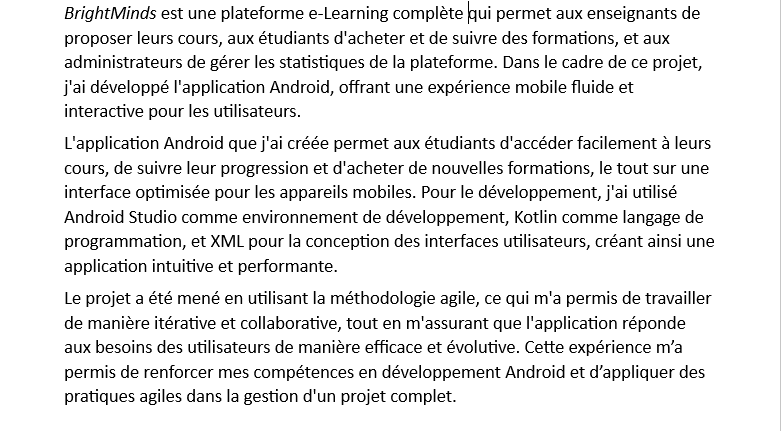 BrightMinds est une plateforme e-Learning complète qui permet aux enseignants de
proposer leurs cours, aux étudiants d'acheter et de suivre des formations, et aux
administrateurs de gérer les statistiques de la plateforme. Dans le cadre de ce projet,
j'ai développé l'application Android, offrant une expérience mobile fluide et
interactive pour les utilisateurs.
L'application Android que j'ai créée permet aux étudiants d'accéder facilement à leurs
cours, de suivre leur progression et d'acheter de nouvelles formations, le tout sur une
interface optimisée pour les appareils mobiles. Pour le développement, j'ai utilisé
Android Studio comme environnement de développement, Kotlin comme langage de
programmation, et XML pour la conception des interfaces utilisateurs, créant ainsi une
application intuitive et performante.
Le projet a été mené en utilisant la méthodologie agile, ce qui m'a permis de travailler
de manière itérative et collaborative, tout en m'assurant que l'application réponde
aux besoins des utilisateurs de manière efficace et évolutive. Cette expérience m’a
permis de renforcer mes compétences en développement Android et d’appliquer des
pratiques agiles dans la gestion d'un projet complet.